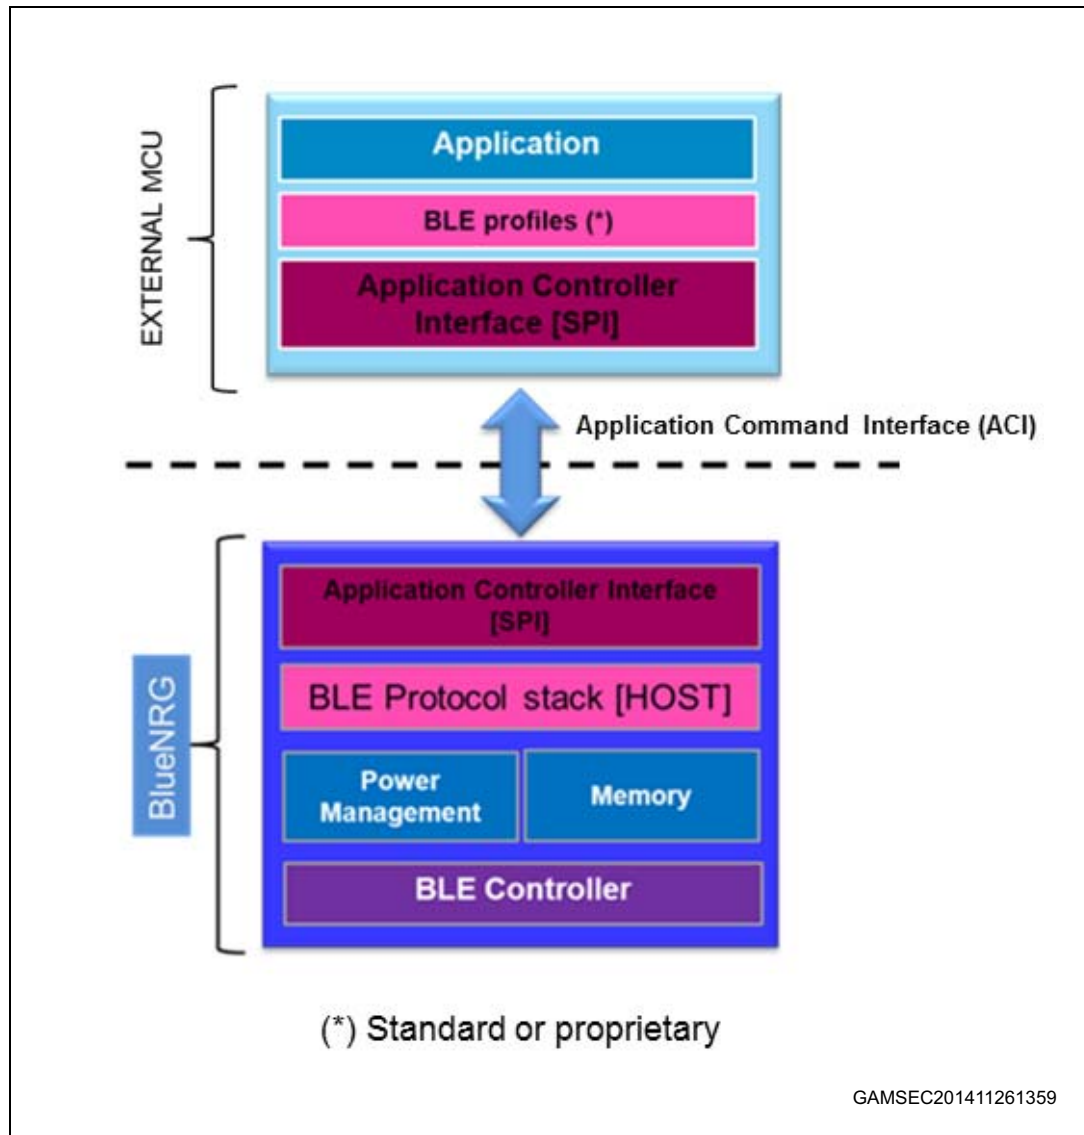 EXTERNAL MCU
Application
BLE profiles (*)
Application Controller
Interface [SPI]
Application Command Interface (ACI)
BlueNRG
Application Controller Interface
[SPI]
BLE Protocol stack [HOST]
Power
Management
Memory
BLE Controller
(*) Standard or proprietary
GAMSEC201411261359